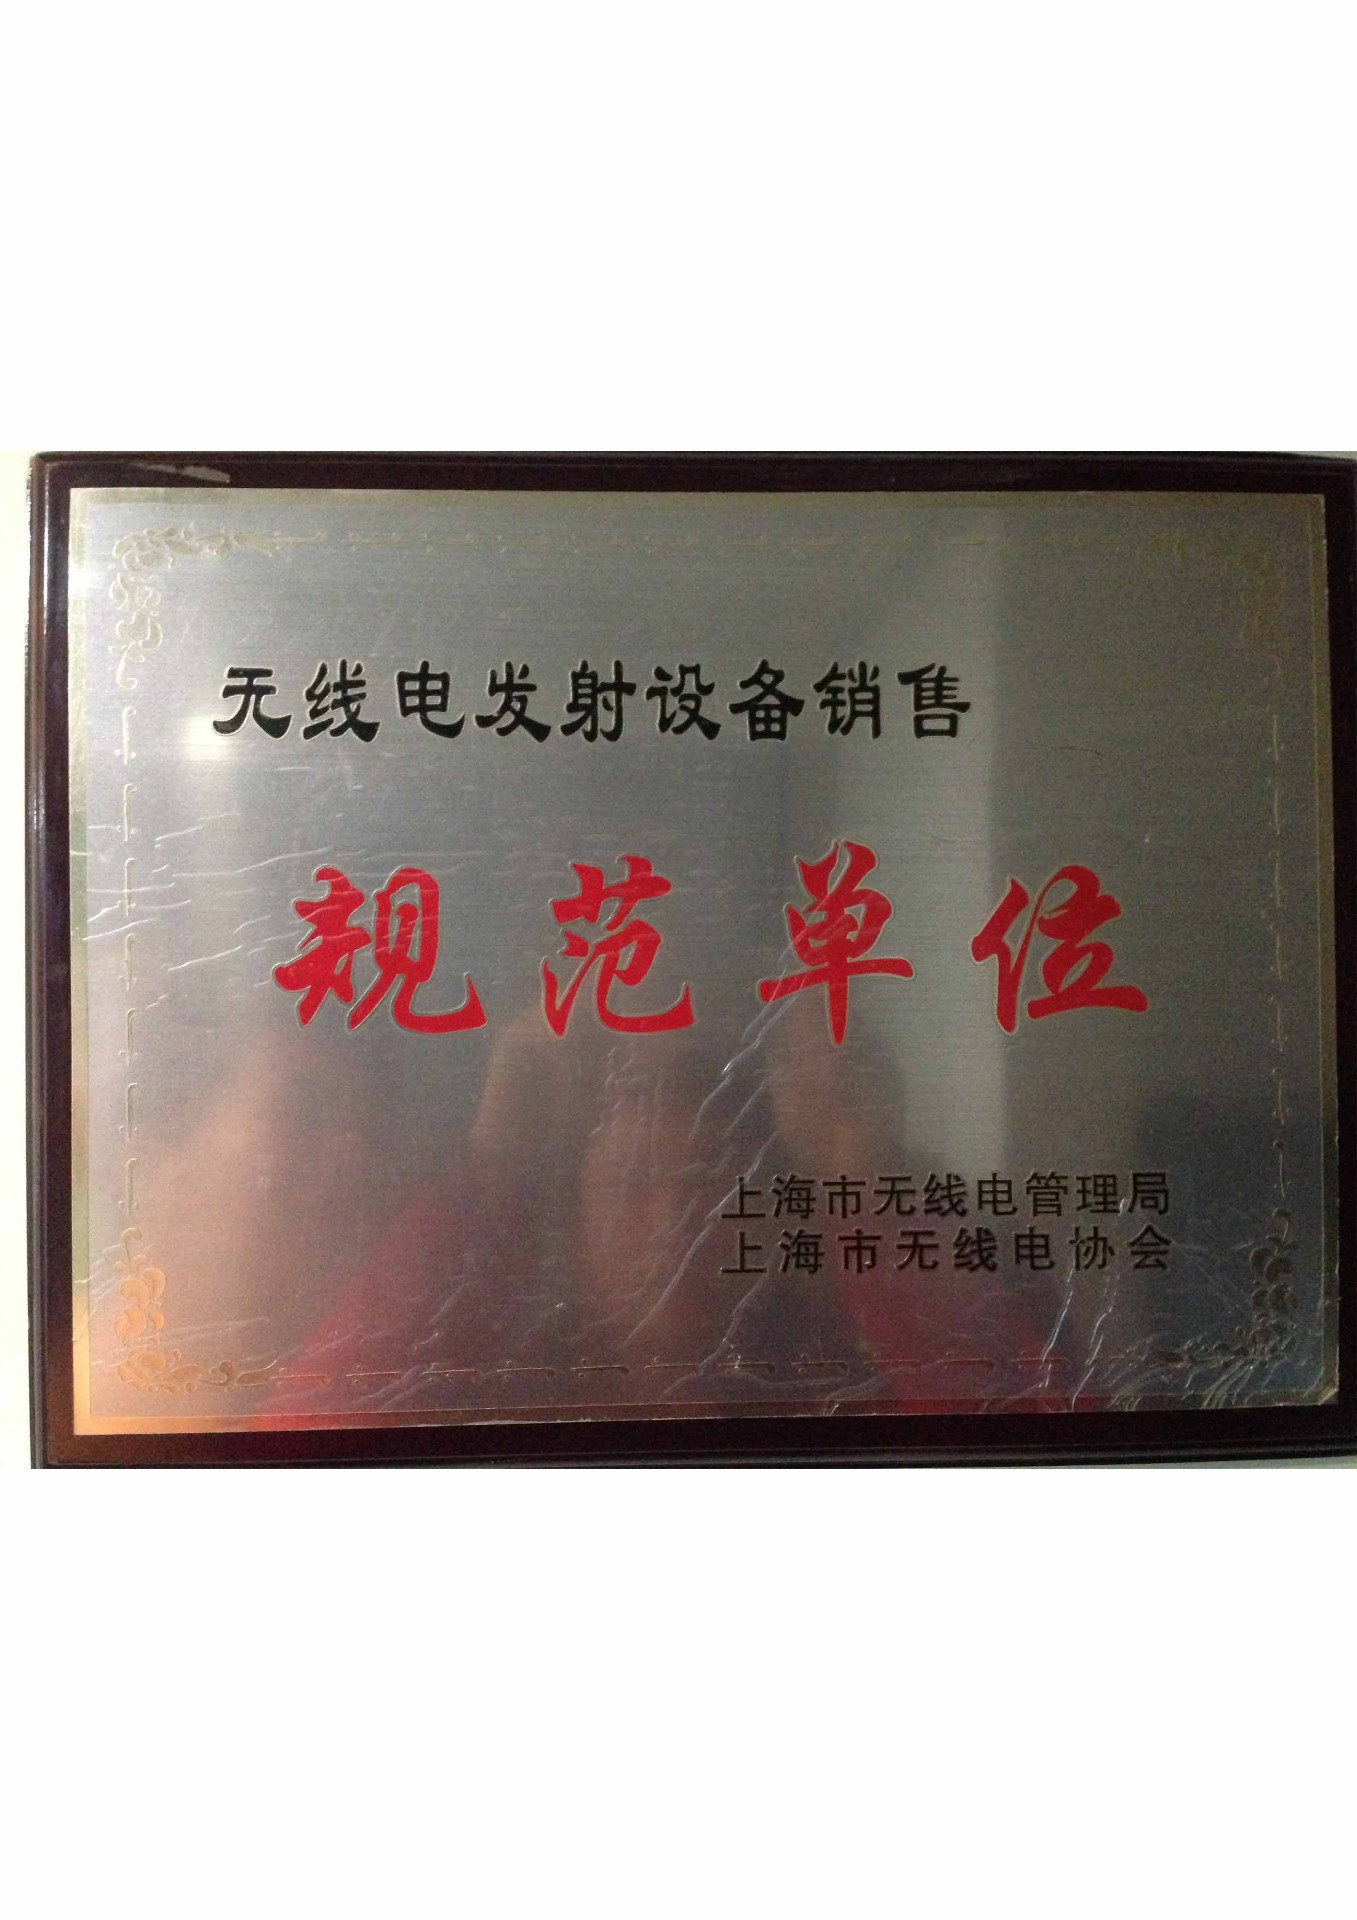 无线电发射设备销售
规范单位
上海市无线电管理局
上海市无线电协会